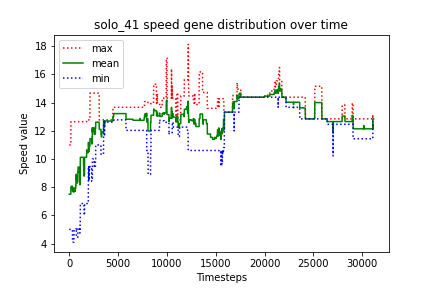 solo_41 speed gene distribution over time
max
mean
min
Speed value
18
16
14
12
10
8
6
4
0 5000 10000 15000 20000 25000 30000
Timesteps